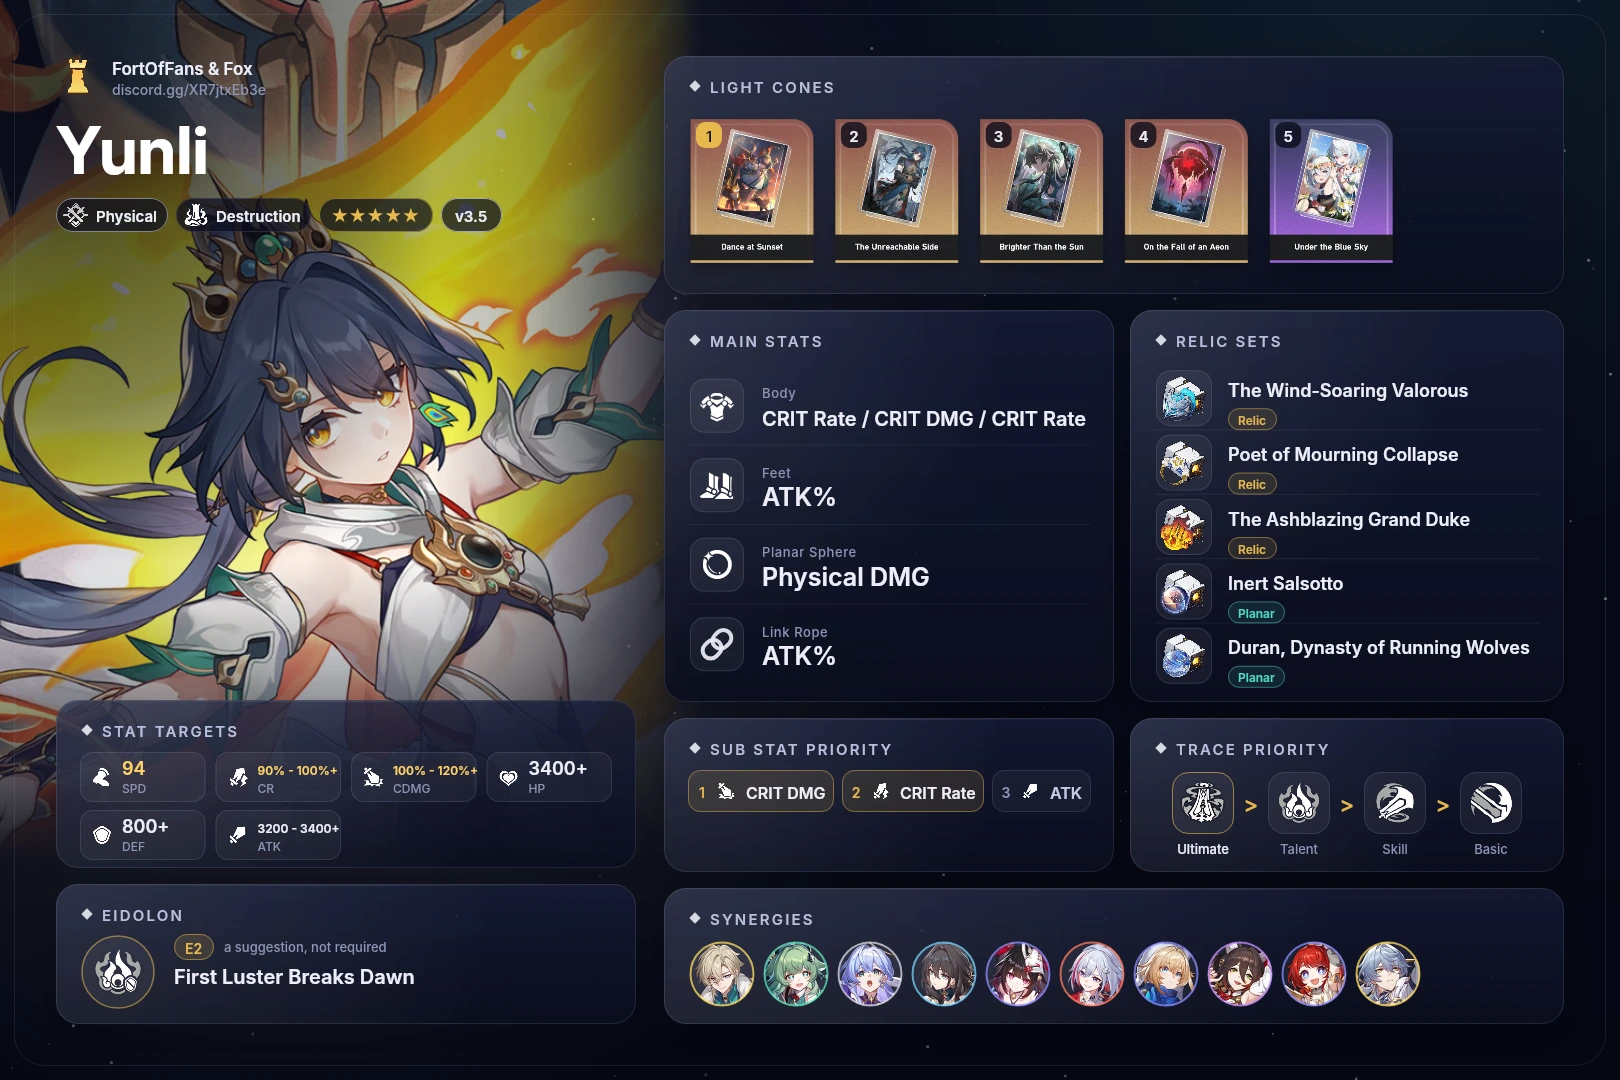 FortOfFans & Fox
discord.gg/XR7jtxEb3e
Yunli
Physical
Destruction
v3.5
LIGHT CONES
1
2
3
4
5
Dance at Sunset
The Unreachable Side
Brighter Than the Sun
On the Fall of an Aeon
Under the Blue Sky
MAIN STATS
Body
CRIT Rate / CRIT DMG / CRIT Rate
Feet
ATK%
Planar Sphere
Physical DMG
Link Rope
ATK%
RELIC SETS
The Wind-Soaring Valorous
Relic
Poet of Mourning Collapse
Relic
The Ashblazing Grand Duke
Relic
Inert Salsotto
Planar
Duran, Dynasty of Running Wolves
Planar
STAT TARGETS
94
SPD
90% - 100%+
CR
100% - 120%+
CDMG
3400+
HP
800+
DEF
3200 - 3400+
ATK
SUB STAT PRIORITY
1 CRIT DMG
2 CRIT Rate
3 ATK
TRACE PRIORITY
> > >
Ultimate
Talent
Skill
Basic
EIDOLON
E2 a suggestion, not required
First Luster Breaks Dawn
SYNERGIES